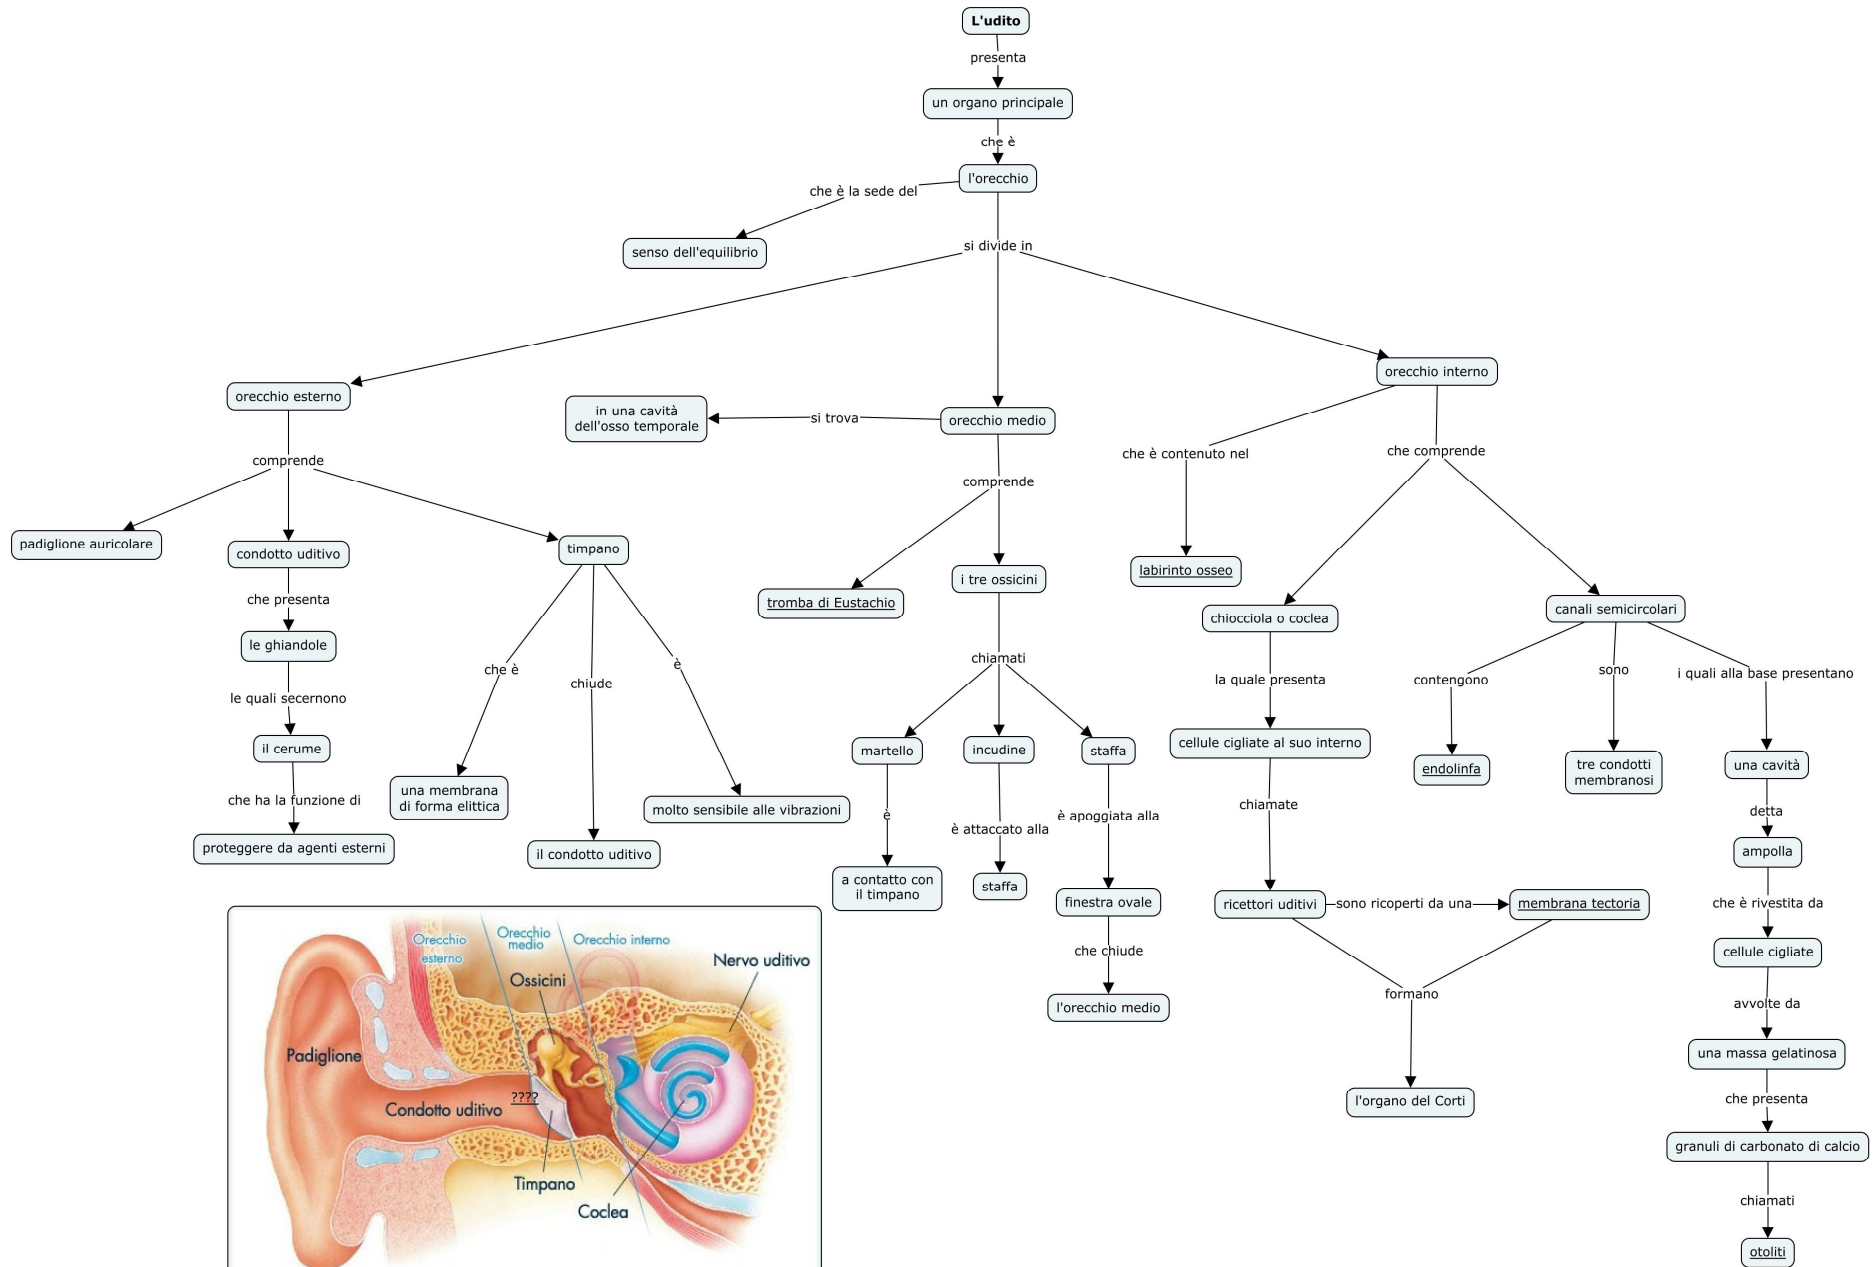 L'udito
presenta
un organo principale
che è
l'orecchio
che è la sede del
senso dell'equilibrio
si divide in
orecchio esterno
comprende
padiglione auricolare
condotto uditivo
che presenta
le ghiandole
le quali secernono
il cerume
che ha la funzione di
proteggere da agenti esterni
timpano
che è
una membrana
di forma elittica
chiude
il condotto uditivo
è
molto sensibile alle vibrazioni
orecchio medio
si trova
in una cavità
dell'osso temporale
comprende
tromba di Eustachio
i tre ossicini
chiamati
martello
è
a contatto con
il timpano
incudine
è attaccato alla
staffa
staffa
è apoggiata alla
finestra ovale
che chiude
l'orecchio medio
orecchio interno
che è contenuto nel
labirinto osseo
che comprende
chiocciola o coclea
la quale presenta
cellule cigliate al suo interno
chiamate
ricettori uditivi
sono ricoperti da una
membrana tectoria
formano
l'organo del Corti
canali semicircolari
contengono
endolinfa
sono
tre condotti
membranosi
i quali alla base presentano
una cavità
detta
ampolla
che è rivestita da
cellule cigliate
avvolte da
una massa gelatinosa
che presenta
granuli di carbonato di calcio
chiamati
otoliti
Orecchio
esterno
Orecchio
medio
Orecchio interno
Nervo uditivo
Ossicini
Padiglione
????
Condotto uditivo
Timpano
Coclea